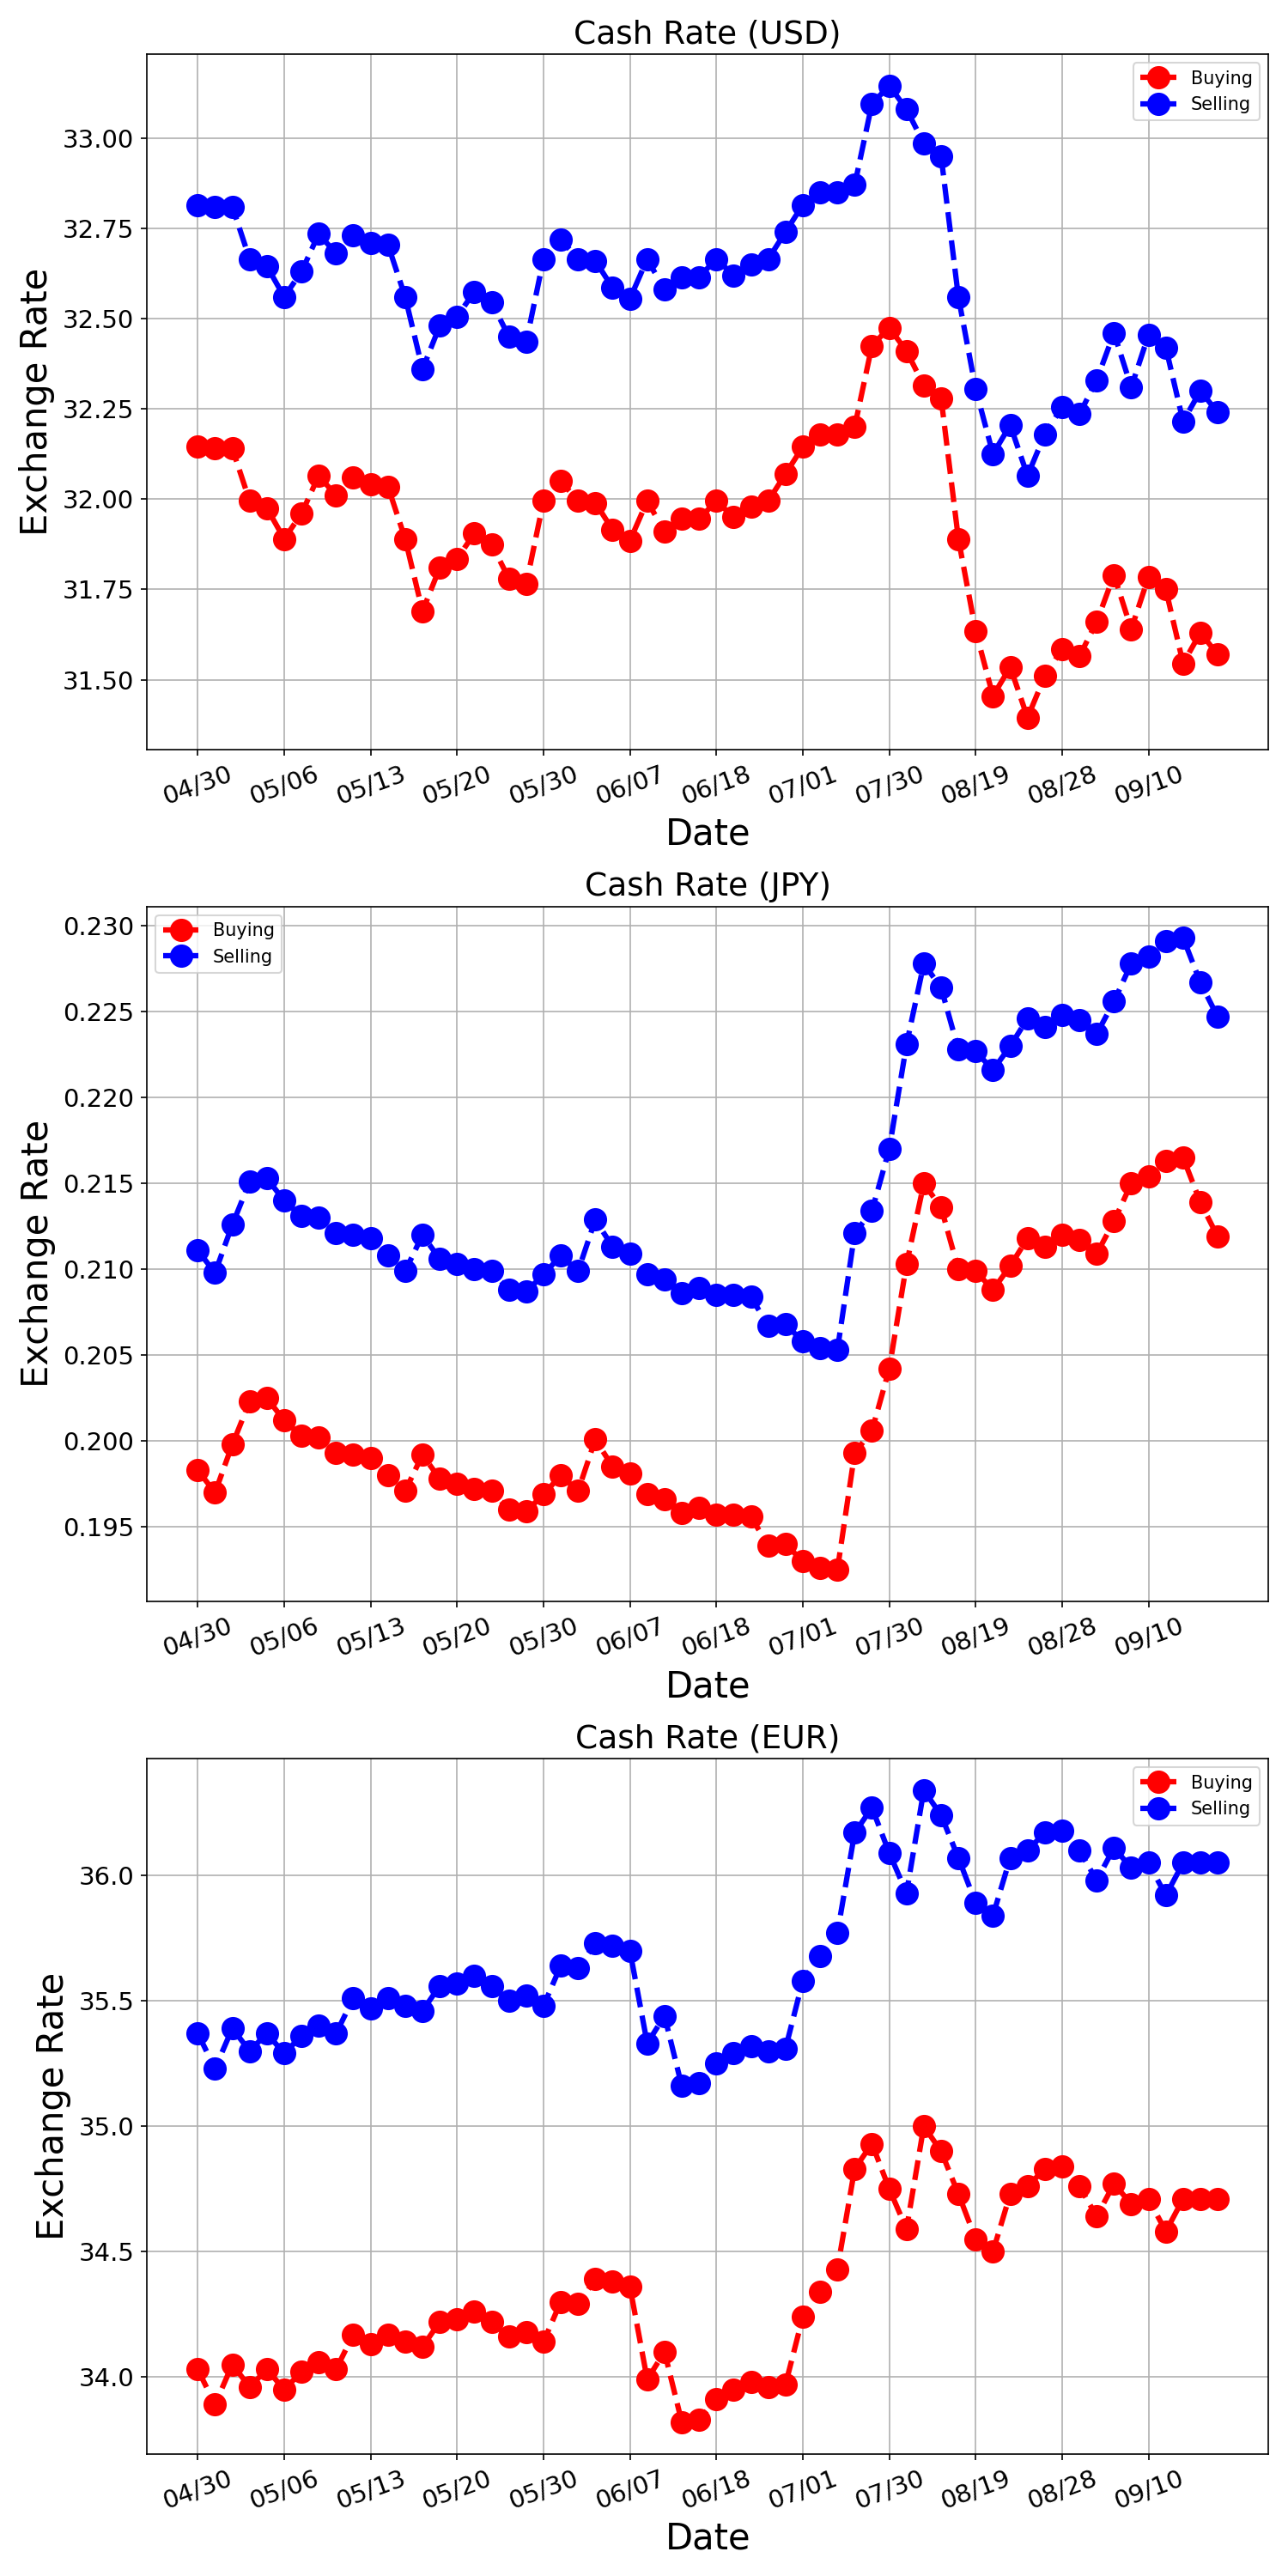 Cash Rate (USD)
Buying
Selling
Exchange Rate
33.00
32.75
32.50
32.25
32.00
31.75
31.50
04/30 05/06 05/13 05/20 05/30 06/07 06/18 07/01 07/30 08/19 08/28 09/10
Date
Cash Rate (JPY)
Buying
Selling
Exchange Rate
0.230
0.225
0.220
0.215
0.210
0.205
0.200
0.195
04/30 05/06 05/13 05/20 05/30 06/07 06/18 07/01 07/30 08/19 08/28 09/10
Date
Cash Rate (EUR)
Buying
Selling
Exchange Rate
36.0
35.5
35.0
34.5
34.0
04/30 05/06 05/13 05/20 05/30 06/07 06/18 07/01 07/30 08/19 08/28 09/10
Date